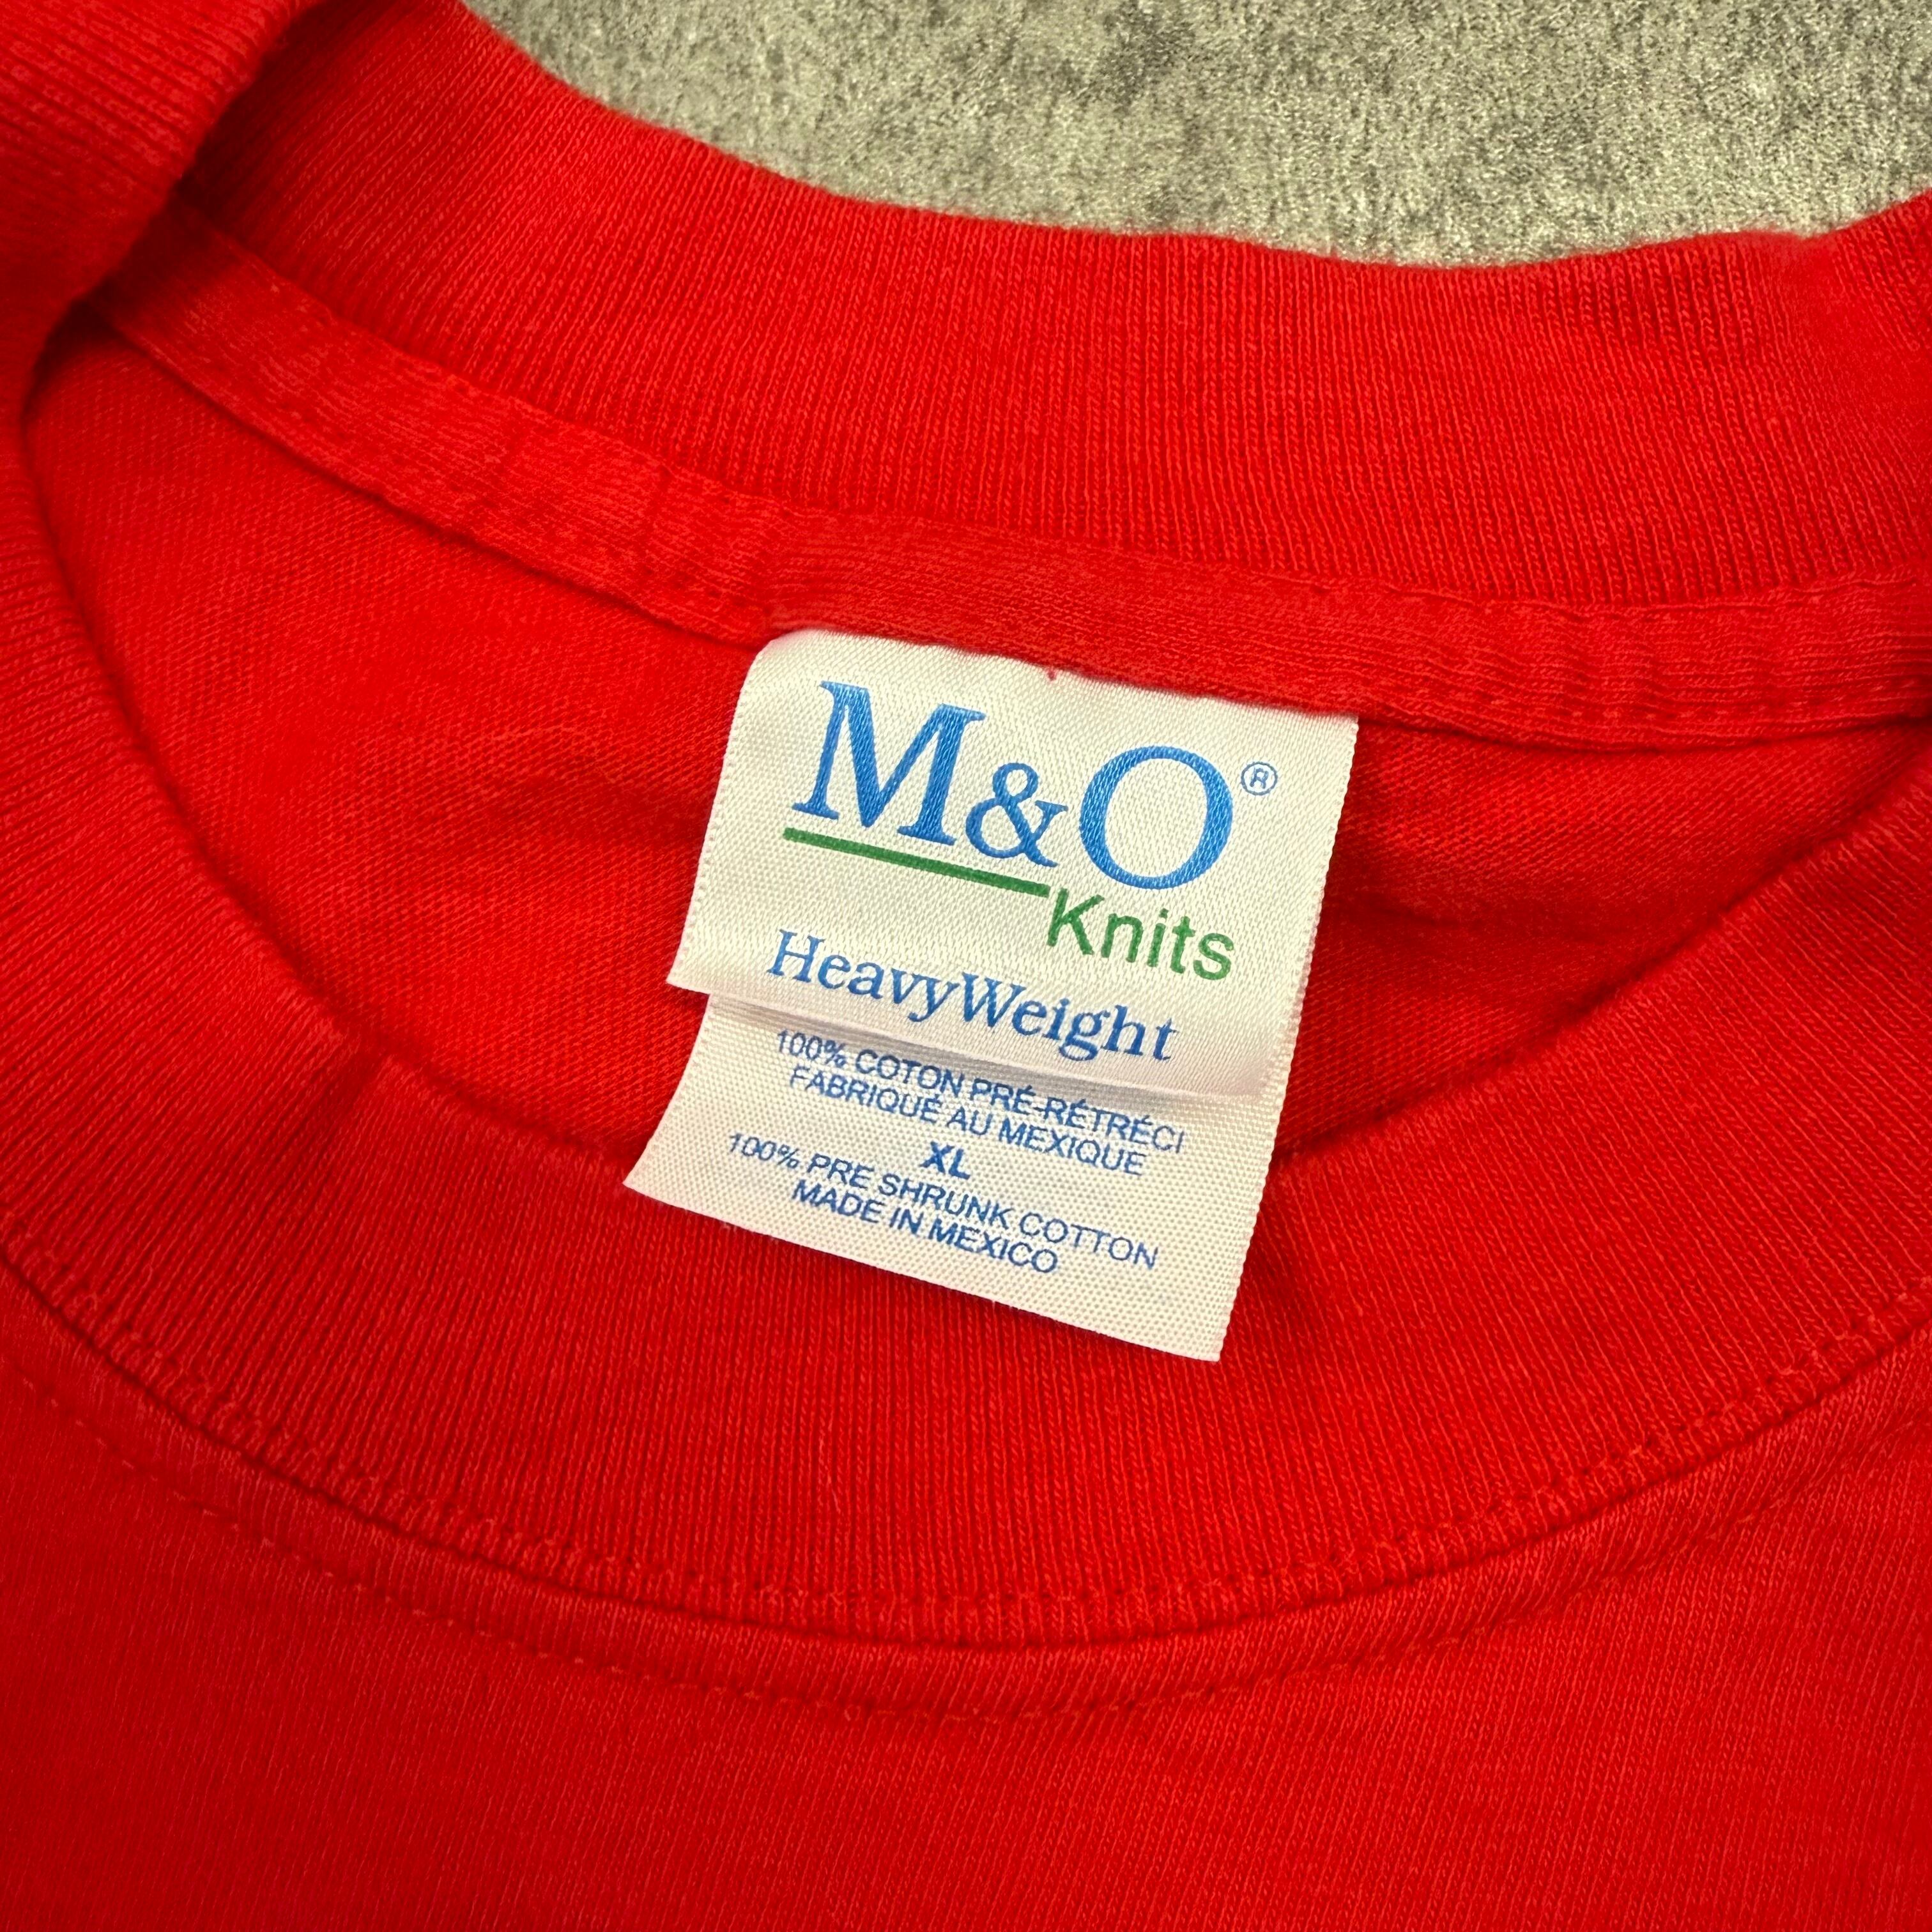 M&O®
Knits
HeavyWeight
100% COTON PRÉ-RÉTRÉCI
FABRIQUÉ AU MEXIQUE
XL
100% PRE SHRUNK COTTON
MADE IN MEXICO